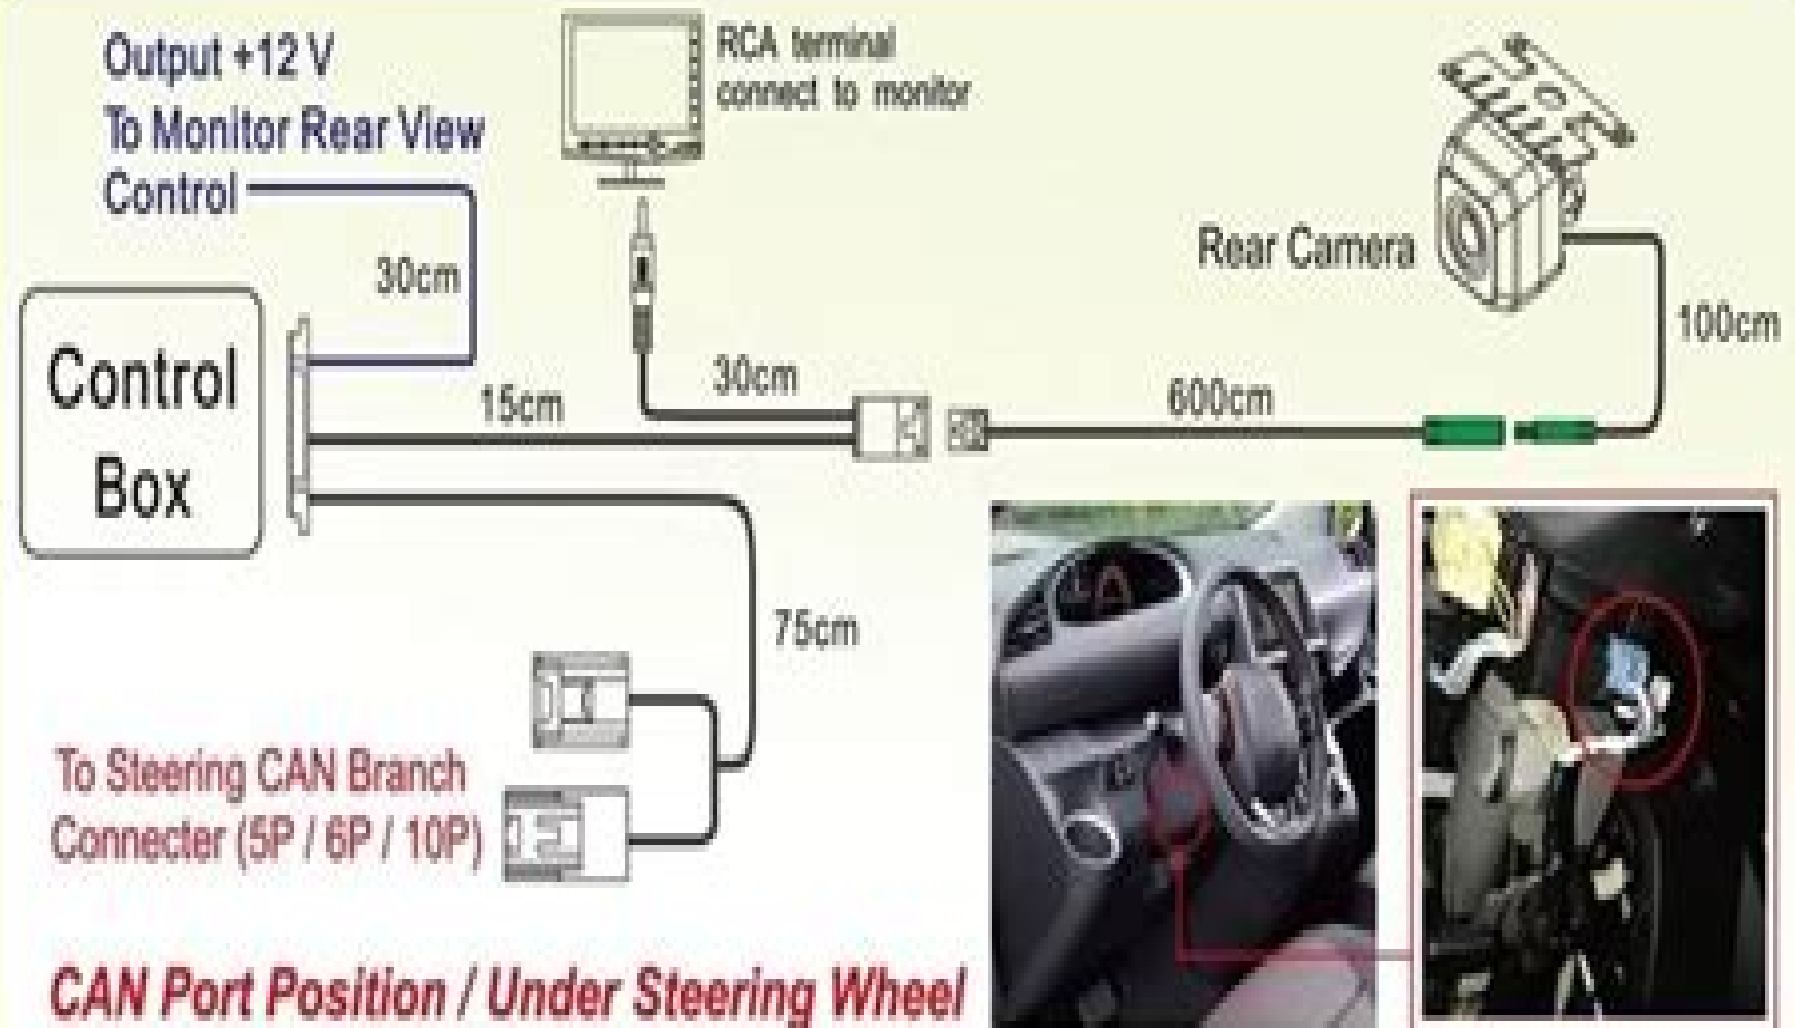 Output +12 V
To Monitor Rear View
Control
RCA terminal
connect to monitor
Rear Camera
30cm
100cm
Control
Box
15cm
30cm
600cm
75cm
To Steering CAN Branch
Connecter (5P / 6P / 10P)
CAN Port Position / Under Steering Wheel